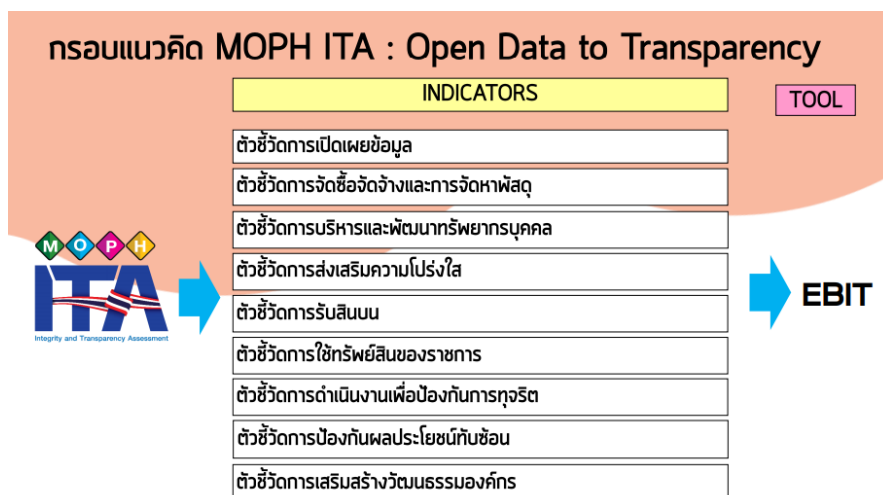 กรอบแนวคิด MOPH ITA : Open Data to Transparency
INDICATORS
TOOL
ตัวชี้วัดการเปิดเผยข้อมูล
ตัวชี้วัดการจัดซื้อจัดจ้างและการจัดหาพัสดุ
ตัวชี้วัดการบริหารและพัฒนาทรัพยากรบุคคล
ตัวชี้วัดการส่งเสริมความโปร่งใส
ตัวชี้วัดการรับสินบน
ตัวชี้วัดการใช้ทรัพย์สินของราชการ
ตัวชี้วัดการดำเนินงานเพื่อป้องกันการทุจริต
ตัวชี้วัดการป้องกันผลประโยชน์ทับซ้อน
ตัวชี้วัดการเสริมสร้างวัฒนธรรมองค์กร
MOPH
ITA
Integrity and Transparency Assessment
EBIT